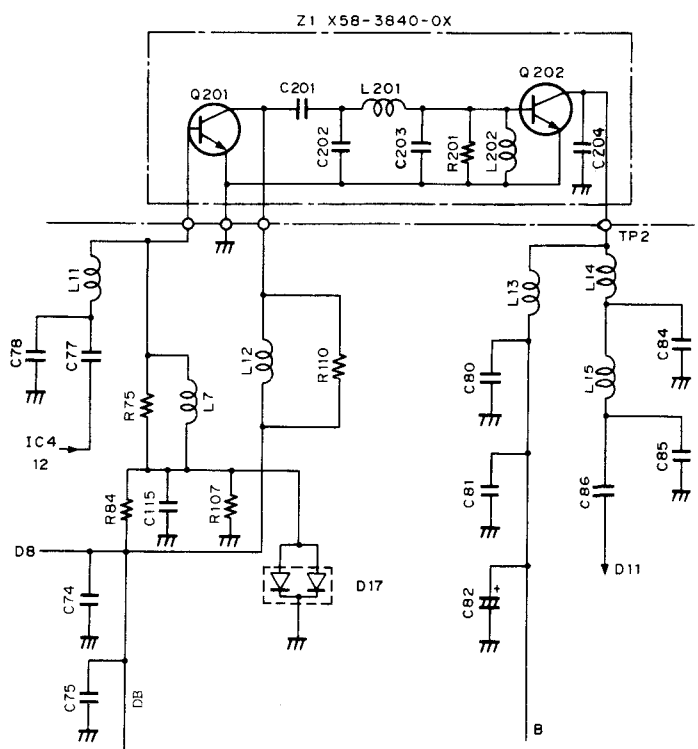 Z1 X58-3840-0X
Q201
C201
L201
Q202
C202
C203
R201
L202
C204
TP2
L11
L13
L14
C78
C77
L12
R110
C80
C84
R75
L7
L15
IC4
12
C81
C86
C85
R84
C115
R107
D8
D17
D11
C74
C82
+
C75
DB
B